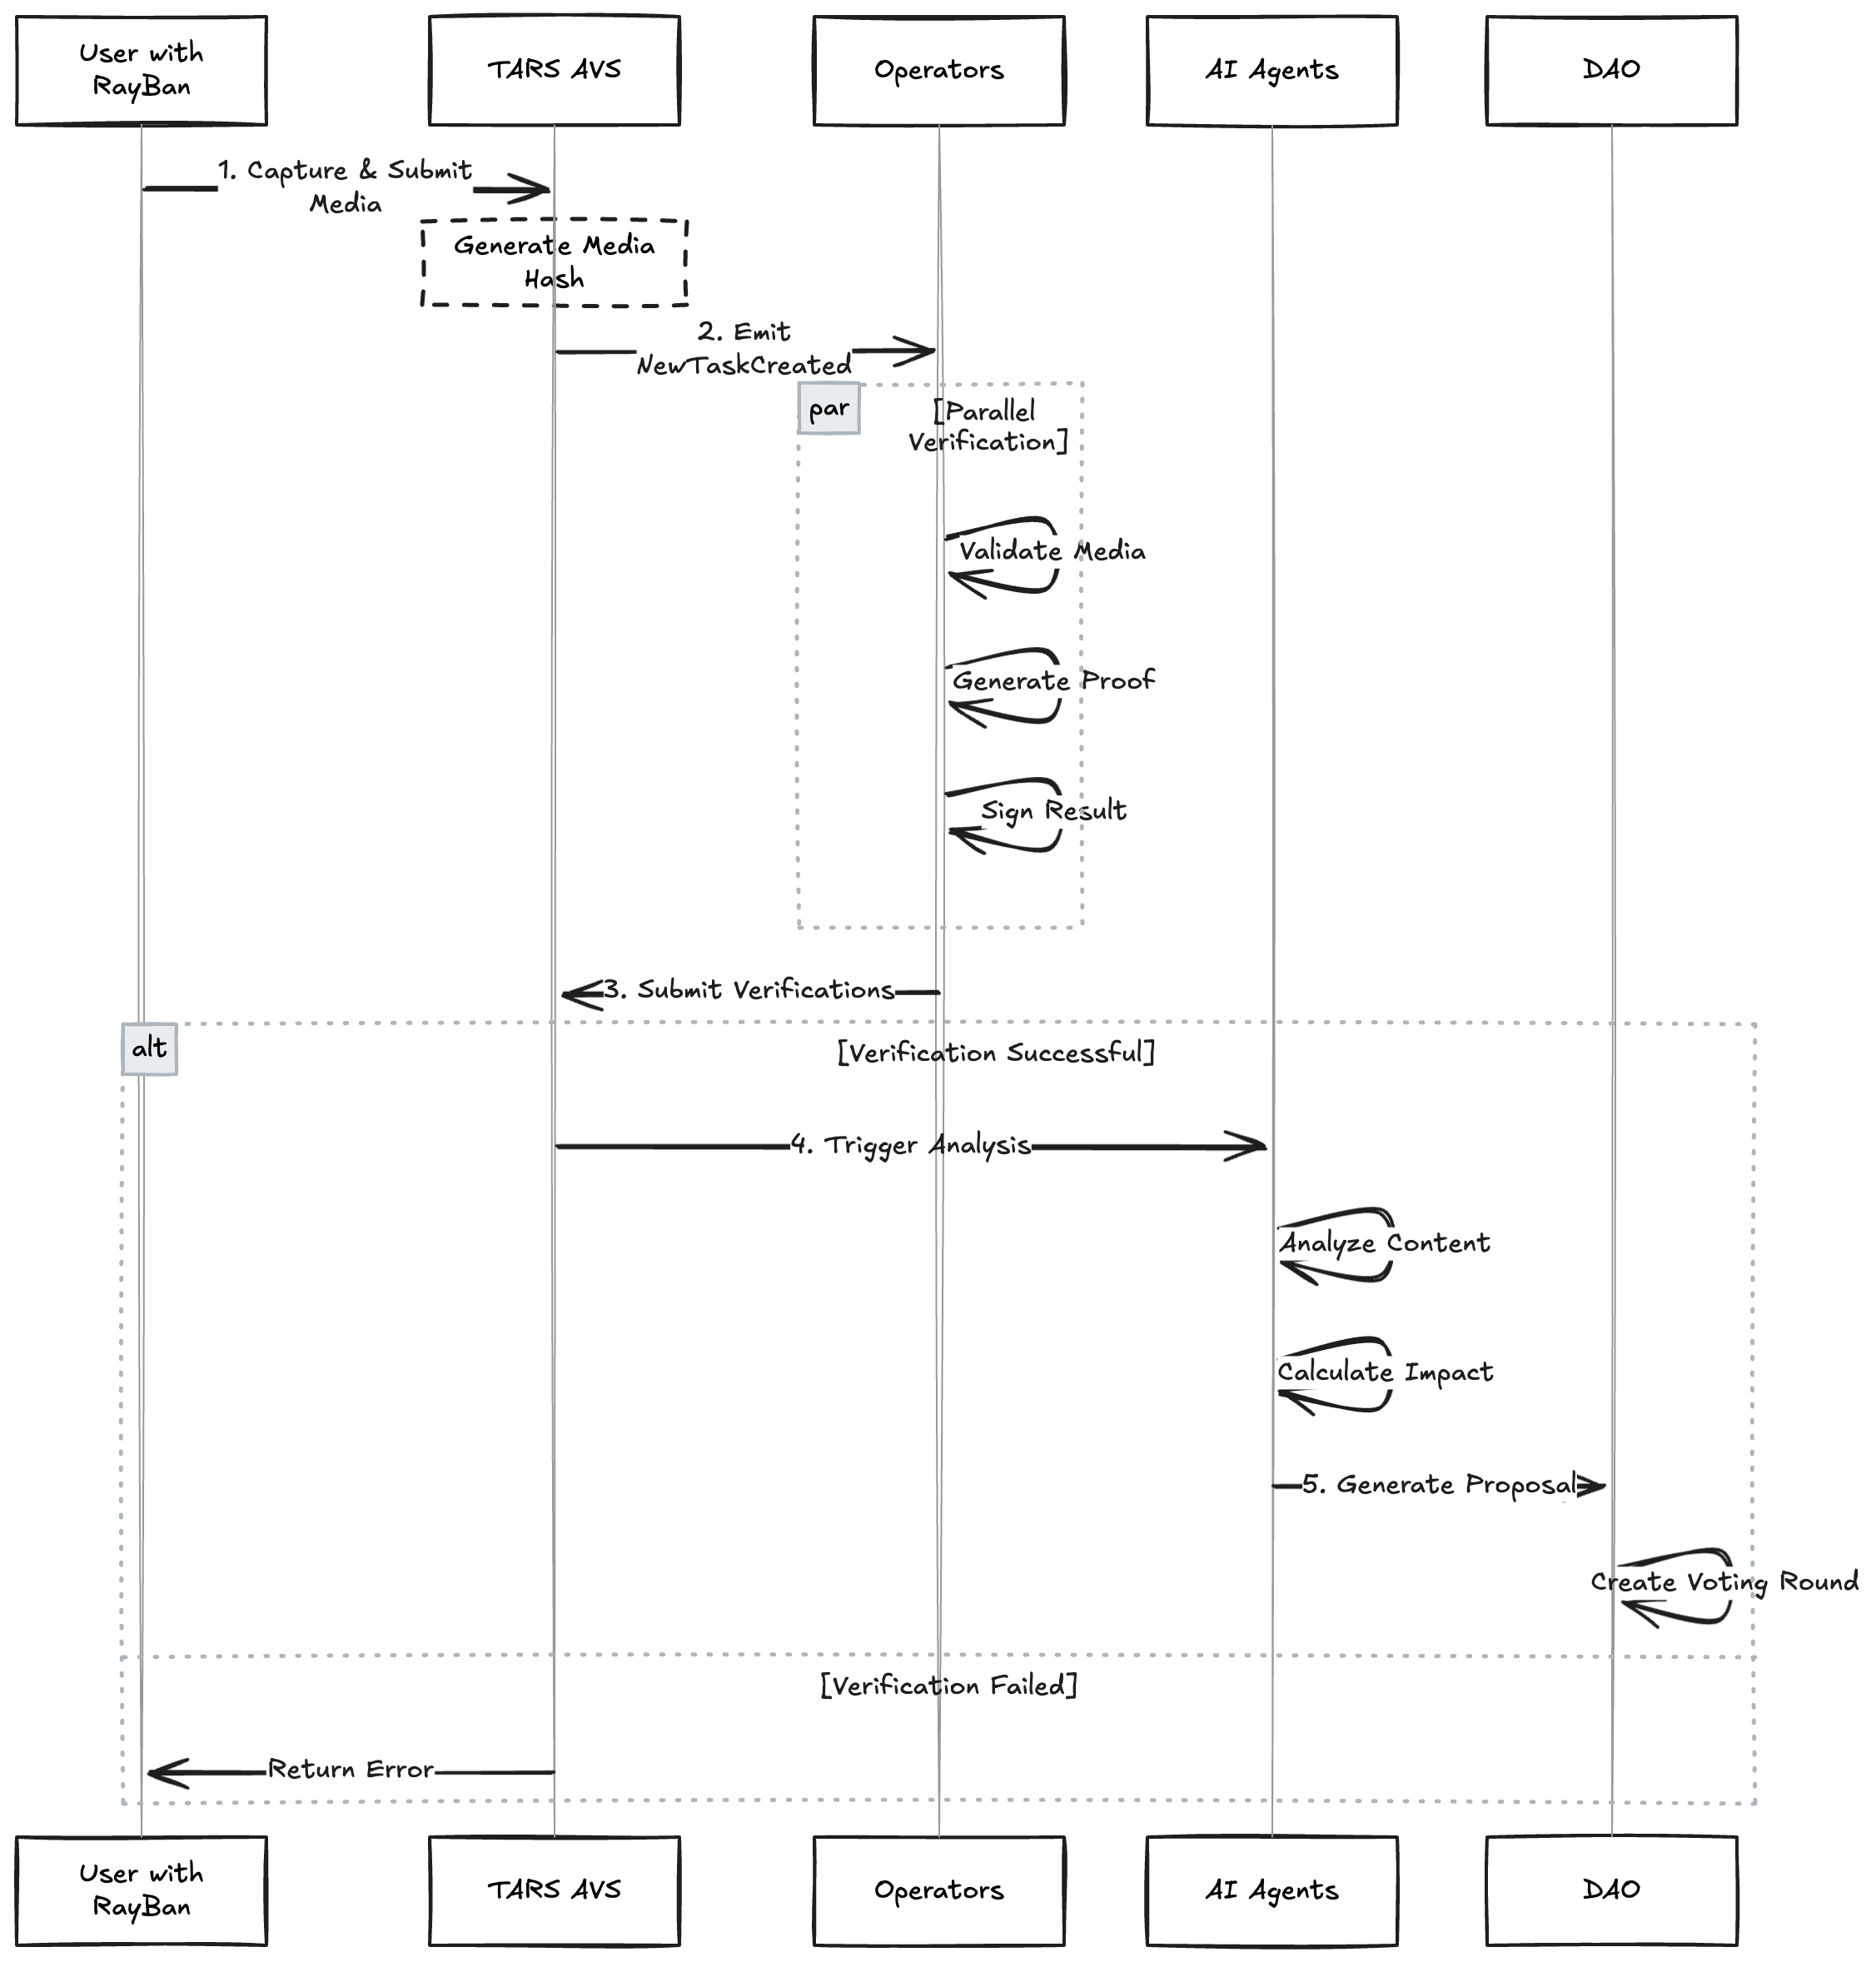 User with
RayBan
TARS AVS
Operators
AI Agents
DAO
1. Capture & Submit
Media
Generate Media
Hash
2. Emit
NewTaskCreated
par
[Parallel
Verification]
Validate Media
Generate Proof
Sign Result
3. Submit Verifications
alt
[Verification Successful]
4. Trigger Analysis
Analyze Content
Calculate Impact
5. Generate Proposal
Create Voting Round
[Verification Failed]
Return Error
User with
RayBan
TARS AVS
Operators
AI Agents
DAO